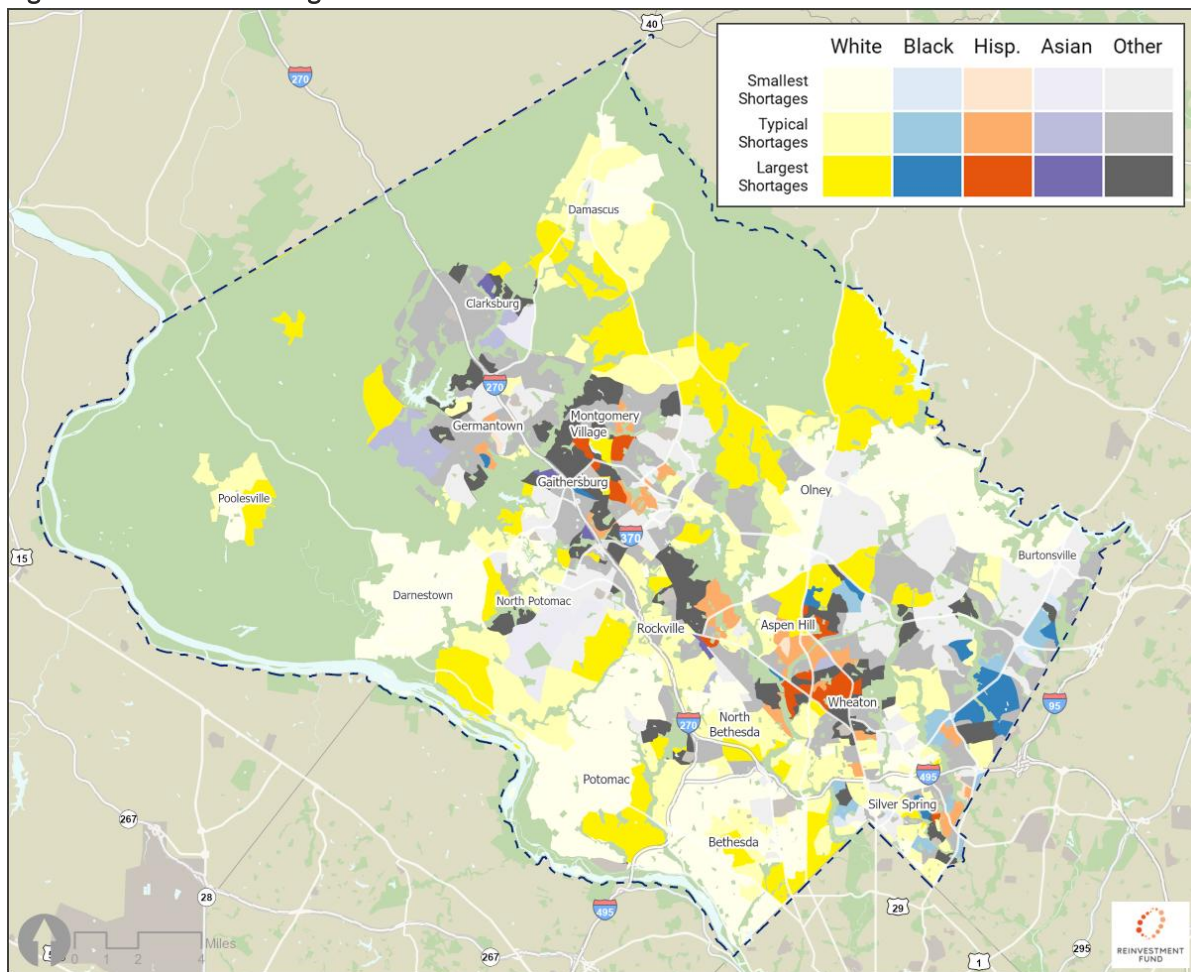 40
270
White Black Hisp. Asian Other
Smallest
Shortages
Typical
Shortages
Largest
Shortages
Damascus
Clarksburg
270
Montgomery
Village
Germantown
Gaithersburg
Poolesville
Olney
370
15
Burtonsville
Darnestown
North Potomac
Rockville
Aspen Hill
Wheaton
95
270
North
Bethesda
Potomac
495
Silver Spring
267
Bethesda
28
495
29
Miles
0 1 2 4
267
1
295
REINVESTMENT
FUND